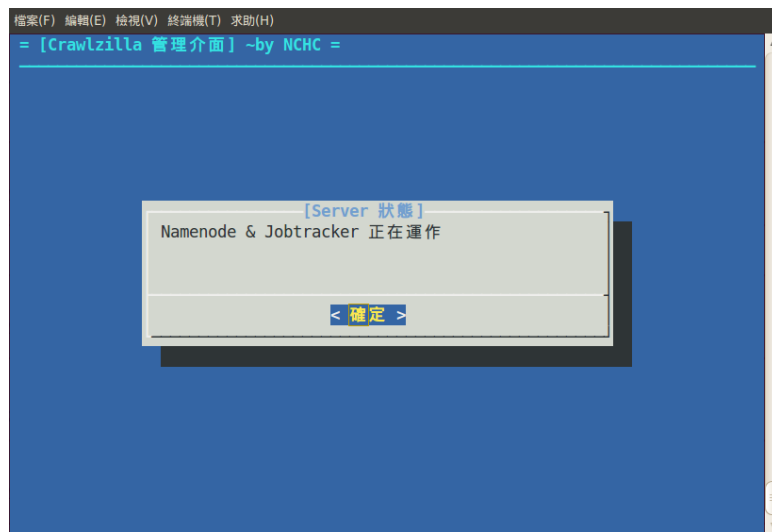 檔案(F) 編輯(E) 檢視(V) 終端機(T) 求助(H)
= [Crawlzilla 管理介面] ~by NCHC =
[Server 狀態]
Namenode & Jobtracker 正在運作
< 確定 >